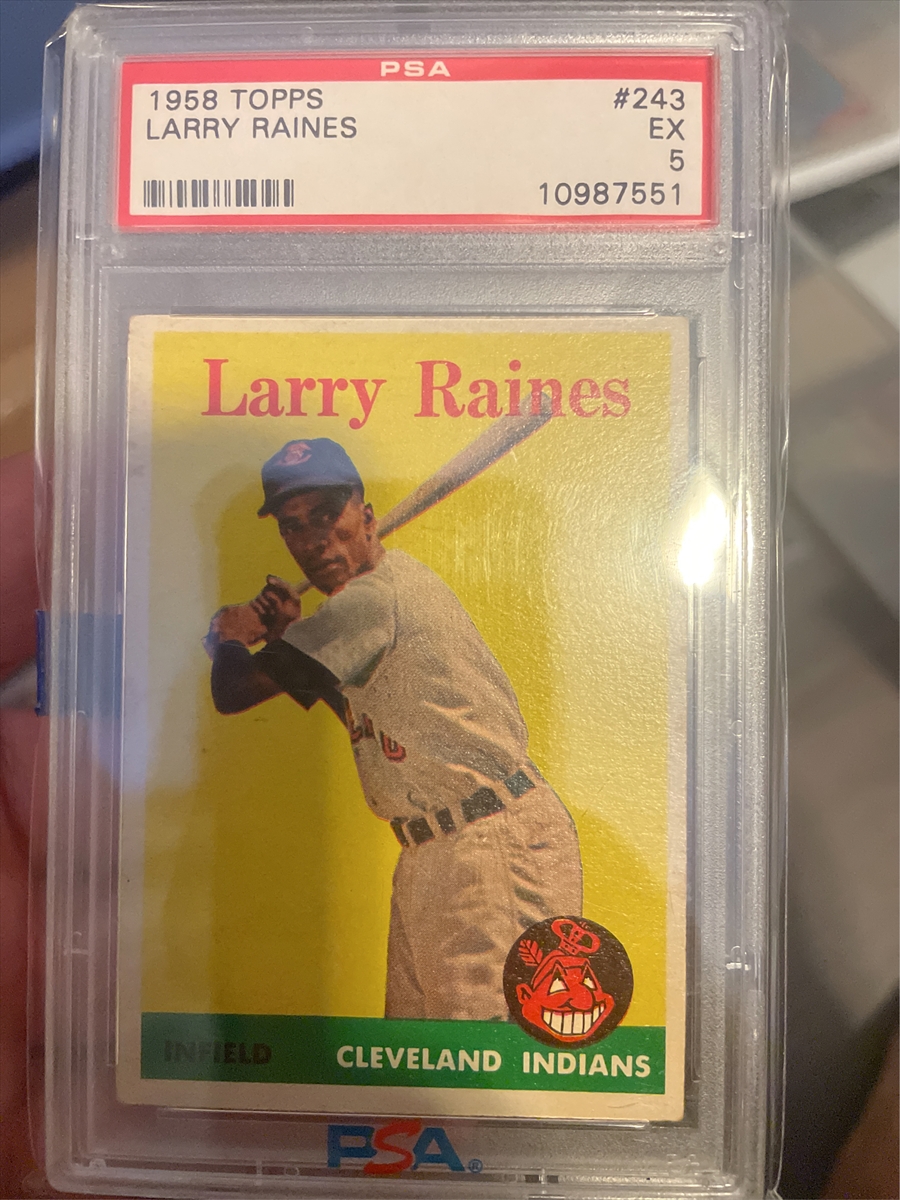 PSA
1958 TOPPS #243
LARRY RAINES EX
5
10987551
Larry Raines
INFIELD CLEVELAND INDIANS
PSA®